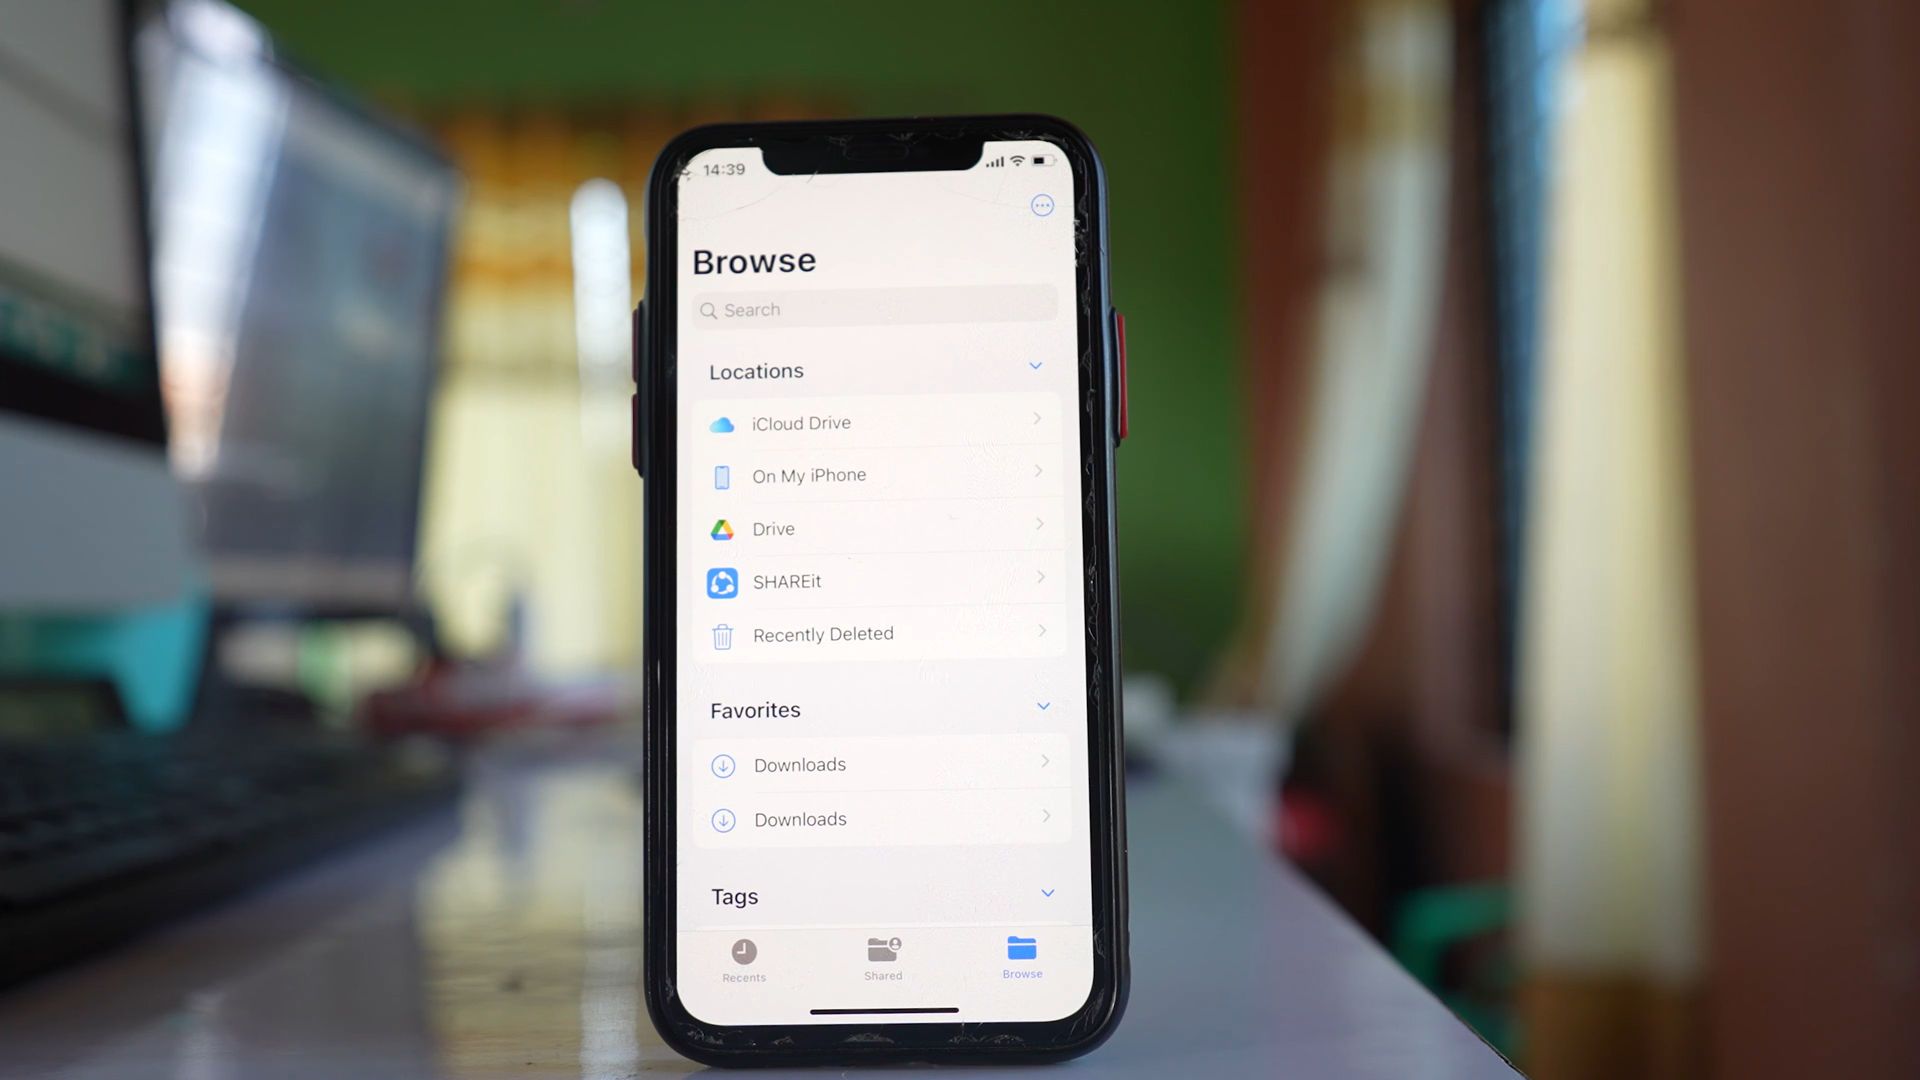 14:39
Browse
Search
Locations
iCloud Drive
On My iPhone
Drive
SHAREit
Recently Deleted
Favorites
Downloads
Downloads
Tags
Recents
Shared
Browse